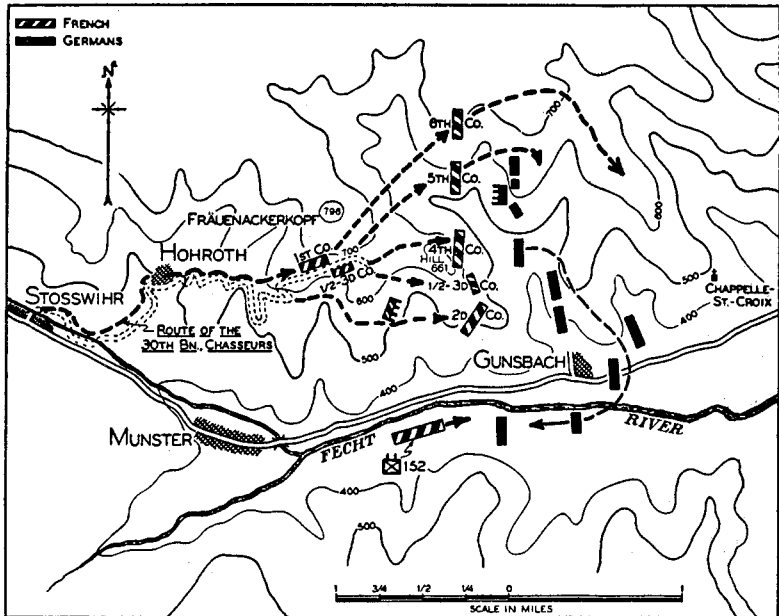 FRENCH
GERMANS
N
6TH Co.
700
5TH Co.
600
FRÄUENACKERKOPF 796
HOHROTH
1ST Co.
700
4TH Co.
HILL 661
500
STOSSWIHR
1/2-3D Co.
600
1/2-3D Co.
CHAPPELLE-ST.-CROIX
400
ROUTE OF THE
30TH BN., CHASSEURS
2D Co.
500
GUNSBACH
400
MUNSTER
FECHT RIVER
152
400
500
1 3/4 1/2 1/4 0 1
SCALE IN MILES